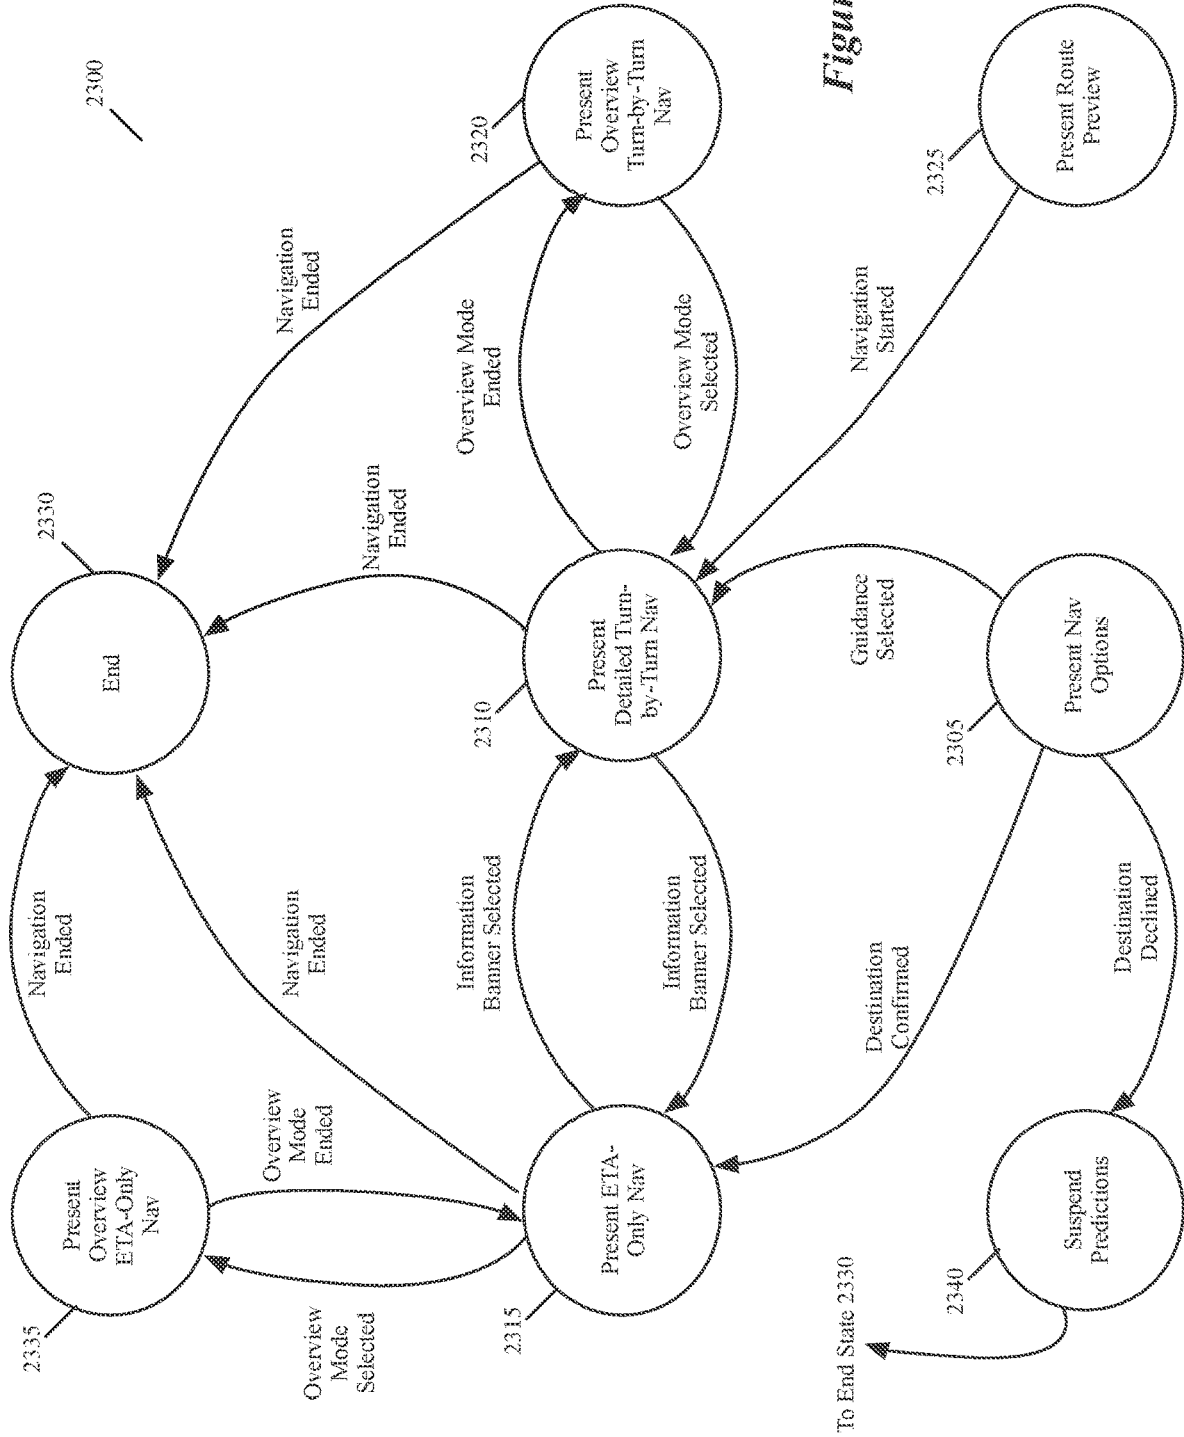 2300
2335
Present
Overview
ETA-Only
Nav
Navigation
Ended
End
2330
Navigation
Ended
Overview
Mode
Selected
Overview
Mode
Ended
Navigation
Ended
Navigation
Ended
2315
Present ETA-
Only Nav
Information
Banner Selected
Information
Banner Selected
2310
Present
Detailed Turn-
by-Turn Nav
Overview Mode
Ended
Overview Mode
Selected
2320
Present
Overview
Turn-by-Turn
Nav
To End State 2330
Destination
Confirmed
Guidance
Selected
Navigation
Started
Figur
2340
Suspend
Predictions
Destination
Declined
2305
Present Nav
Options
2325
Present Route
Preview